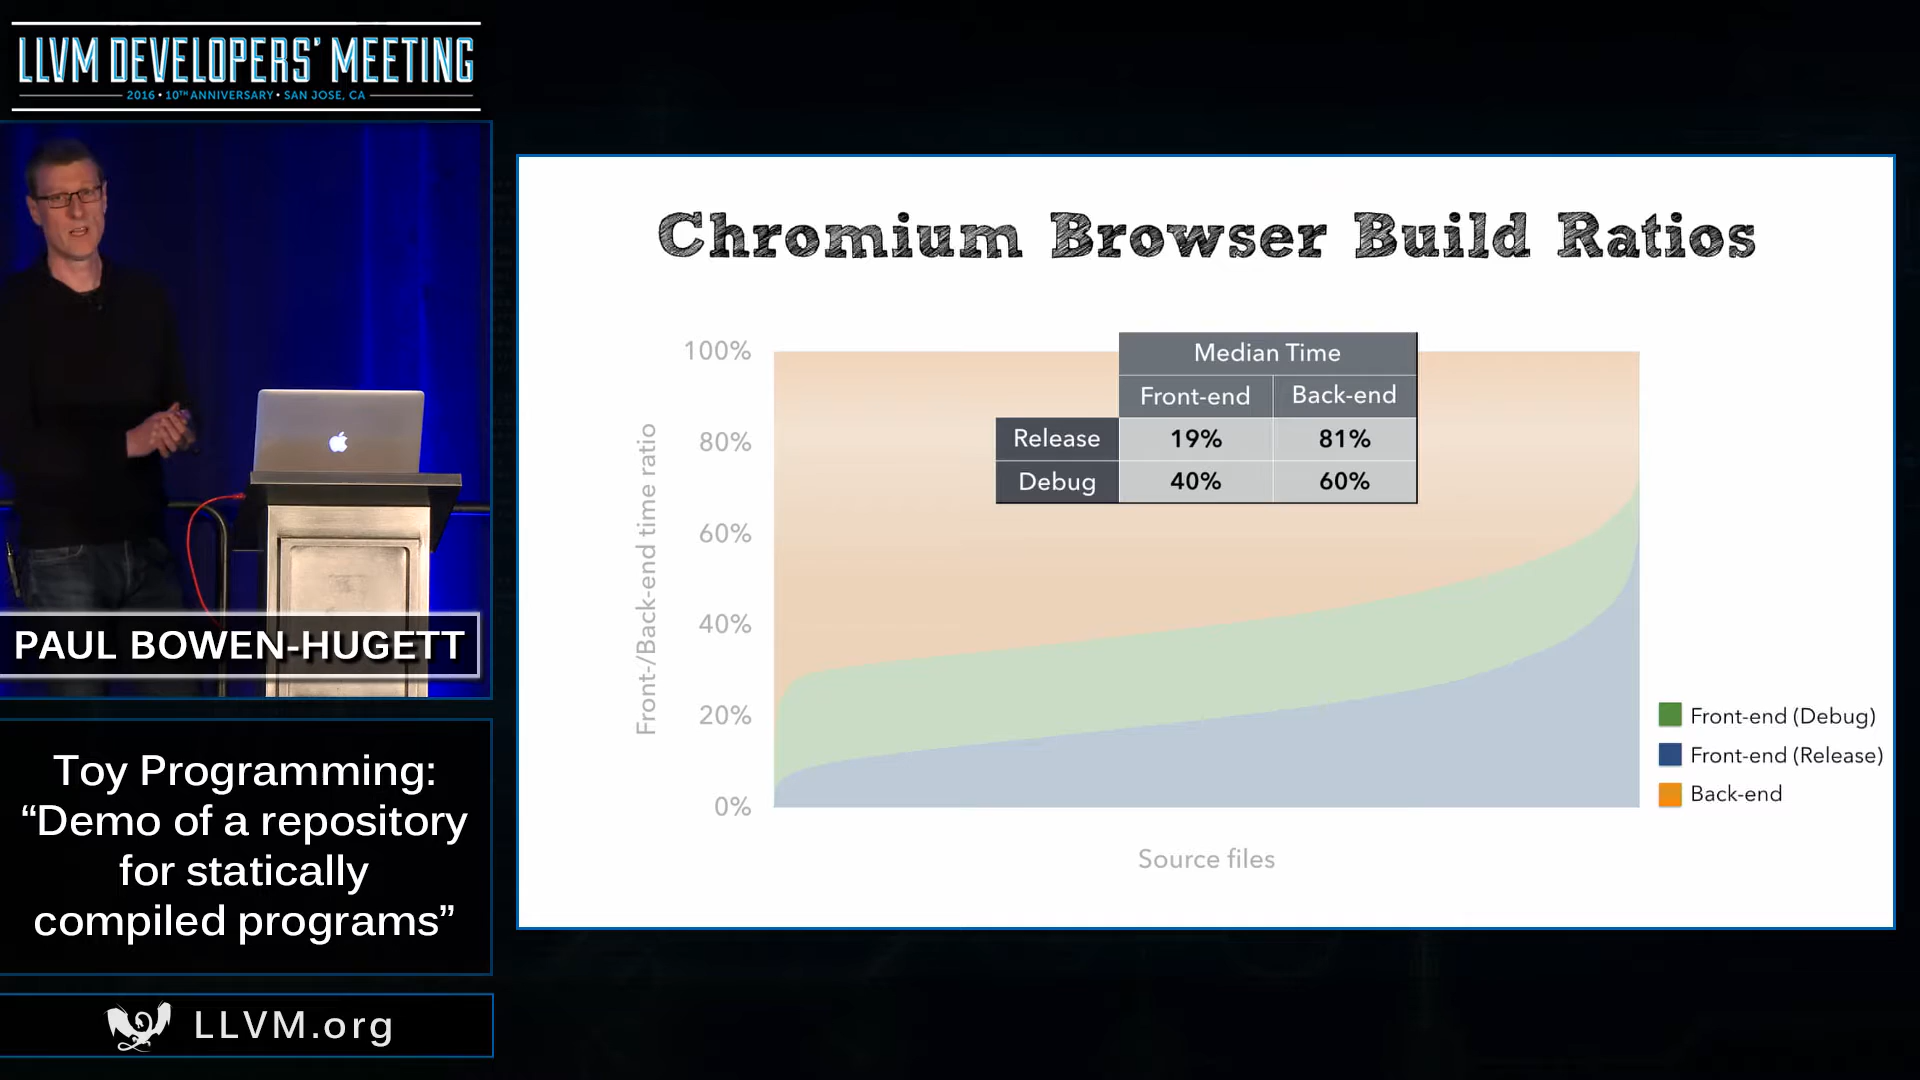 LLVM DEVELOPERS' MEETING
2016 • 10TH ANNIVERSARY • SAN JOSE, CA
PAUL BOWEN-HUGETT
Toy Programming:
“Demo of a repository
for statically
compiled programs”
LLVM.org
Chromium Browser Build Ratios
Median Time
Front-end Back-end
Release 19% 81%
Debug 40% 60%
Front-/Back-end time ratio
100%
80%
60%
40%
20%
0%
Source files
Front-end (Debug)
Front-end (Release)
Back-end